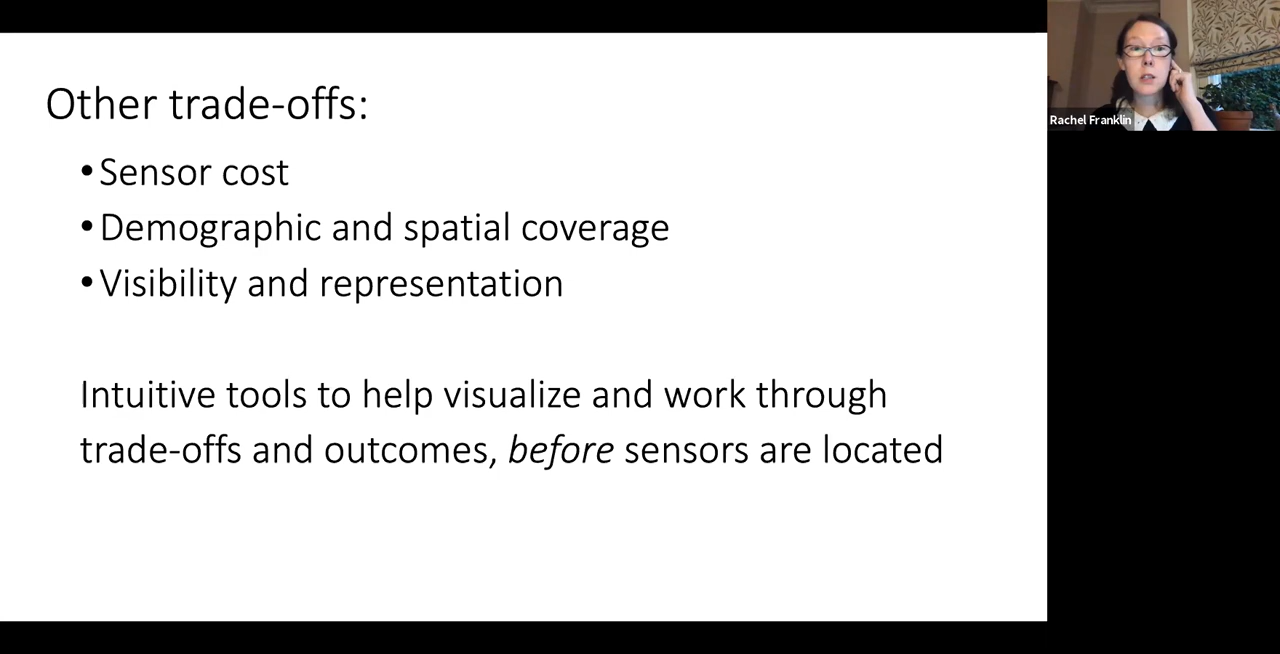 Other trade-offs:
•Sensor cost
•Demographic and spatial coverage
•Visibility and representation
Intuitive tools to help visualize and work through
trade-offs and outcomes, before sensors are located
Rachel Franklin